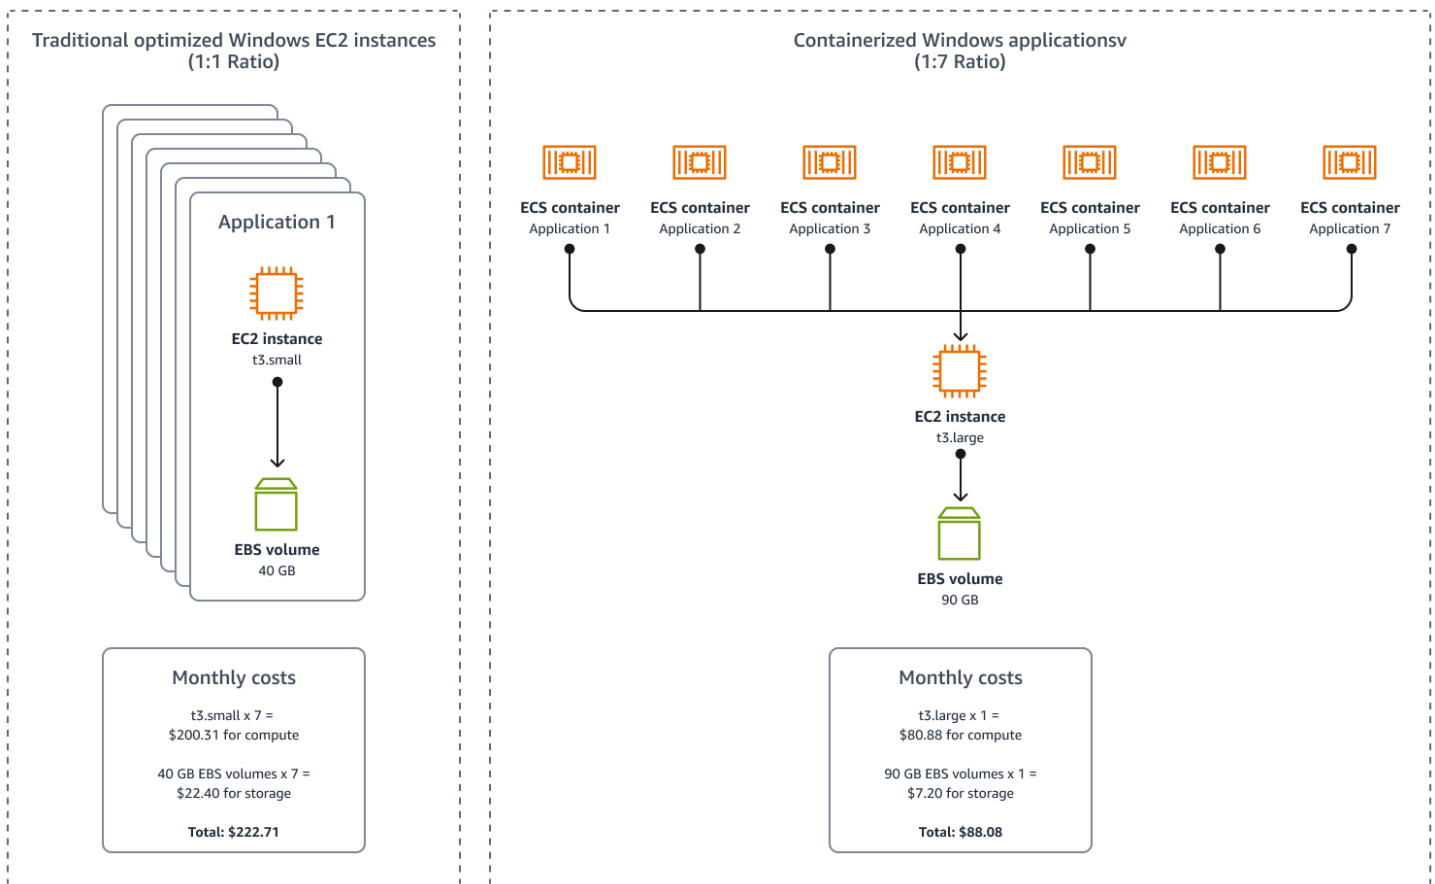 Traditional optimized Windows EC2 instances
(1:1 Ratio)
Application 1
EC2 instance
t3.small
EBS volume
40 GB
Monthly costs
t3.small x 7 =
$200.31 for compute
40 GB EBS volumes x 7 =
$22.40 for storage
Total: $222.71
Containerized Windows applicationsv
(1:7 Ratio)
ECS container
Application 1
ECS container
Application 2
ECS container
Application 3
ECS container
Application 4
ECS container
Application 5
ECS container
Application 6
ECS container
Application 7
EC2 instance
t3.large
EBS volume
90 GB
Monthly costs
t3.large x 1 =
$80.88 for compute
90 GB EBS volumes x 1 =
$7.20 for storage
Total: $88.08